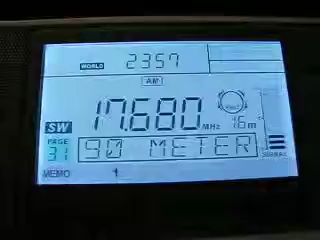 WORLD 2357
AM
SW 17.680 MHz 16m
PAGE 31 90 METER
MEMO 1